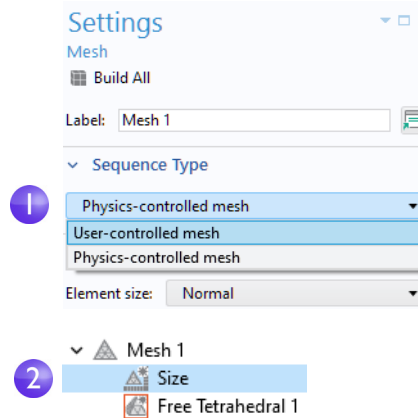 Settings
Mesh
Build All
Label: Mesh 1
Sequence Type
1
Physics-controlled mesh
User-controlled mesh
Physics-controlled mesh
Element size: Normal
Mesh 1
2
Size
Free Tetrahedral 1